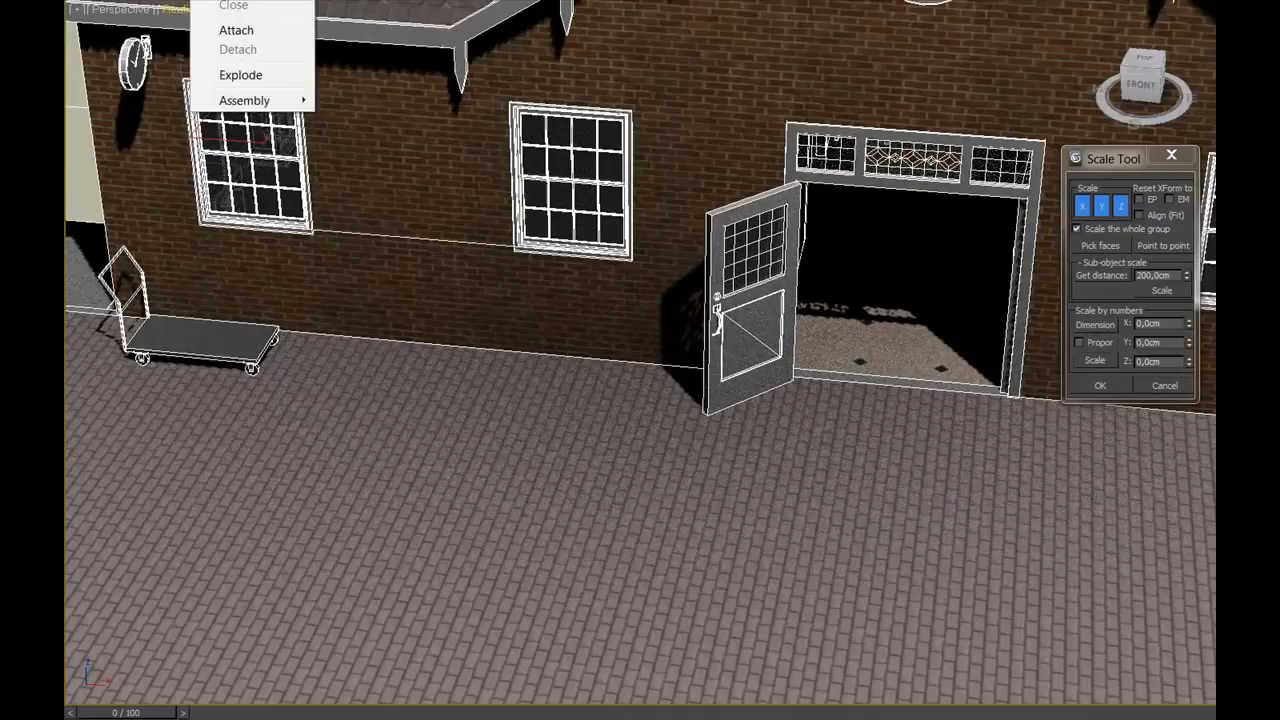 [+][ Perspective ][ Reali
Close
Attach
Detach
Explode
Assembly
TOP
FRONT
Scale Tool
Scale
Reset XForm to
X Y Z
EP
EM
Align (Fit)
Scale the whole group
Pick faces
Point to point
- Sub-object scale
Get distance: 200,0cm
Scale
Scale by numbers
Dimension X: 0,0cm
Propor Y: 0,0cm
Scale Z: 0,0cm
OK
Cancel
z
0 / 100